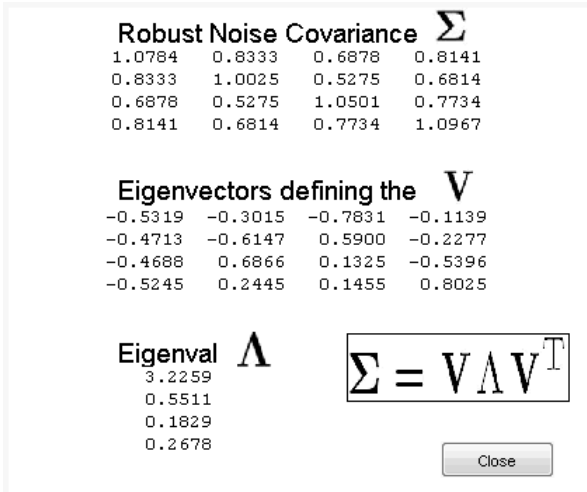 Robust Noise Covariance Σ
1.0784 0.8333 0.6878 0.8141
0.8333 1.0025 0.5275 0.6814
0.6878 0.5275 1.0501 0.7734
0.8141 0.6814 0.7734 1.0967
Eigenvectors defining the V
-0.5319 -0.3015 -0.7831 -0.1139
-0.4713 -0.6147 0.5900 -0.2277
-0.4688 0.6866 0.1325 -0.5396
-0.5245 0.2445 0.1455 0.8025
Eigenval Λ
3.2259
0.5511
0.1829
0.2678
Σ = VΛV^T
Close